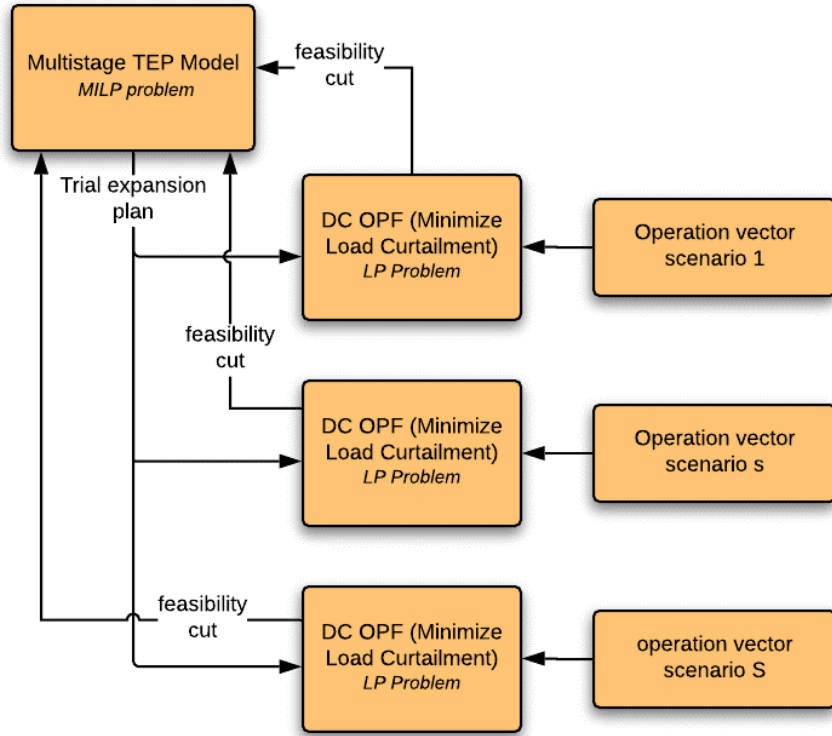 Multistage TEP Model
MILP problem
feasibility
cut
Trial expansion
plan
DC OPF (Minimize
Load Curtailment)
LP Problem
Operation vector
scenario 1
feasibility
cut
DC OPF (Minimize
Load Curtailment)
LP Problem
Operation vector
scenario s
feasibility
cut
DC OPF (Minimize
Load Curtailment)
LP Problem
operation vector
scenario S